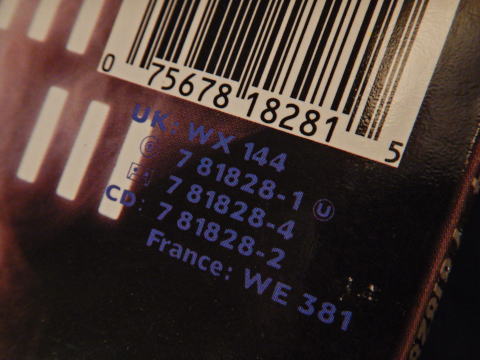 0 75678 18281 5
UK: WX 144
7 81828-1 U
7 81828-4
CD: 7 81828-2
France: WE 381